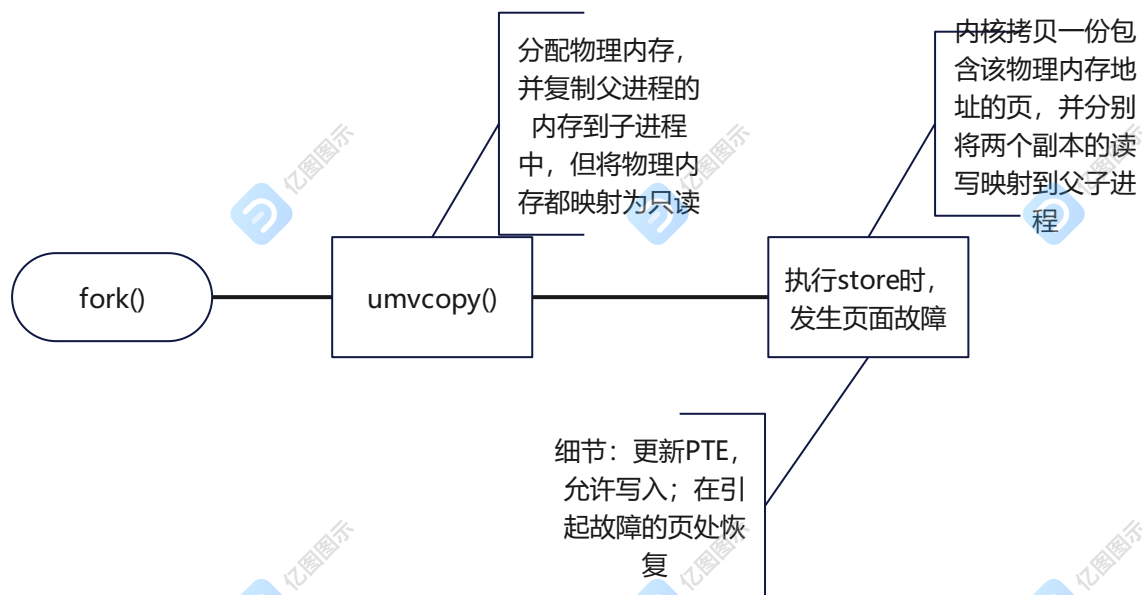 分配物理内存，
并复制父进程的
内存到子进程
中，但将物理内
存都映射为只读
内核拷贝一份包
含该物理内存地
址的页，并分别
将两个副本的读
写映射到父子进
程
fork()
umvcopy()
执行store时，
发生页面故障
细节：更新PTE，
允许写入；在引
起故障的页处恢
复
亿图图示
亿图图示
亿图图示
亿图图示
亿图图示
亿图图示